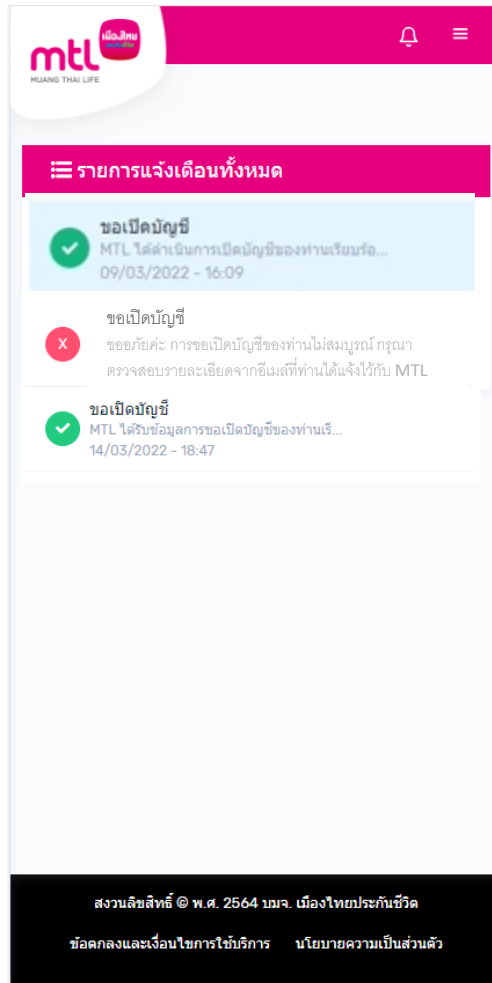 เมืองไทย
mtl
MUANG THAI LIFE
รายการแจ้งเตือนทั้งหมด
ขอเปิดบัญชี
MTL ได้ดำเนินการเปิดบัญชีของท่านเรียบร้อ...
09/03/2022 - 16:09
X
ขอเปิดบัญชี
ขออภัยค่ะ การขอเปิดบัญชีของท่านไม่สมบูรณ์ กรุณา
ตรวจสอบรายละเอียดจากอีเมล์ที่ท่านได้แจ้งไว้กับ MTL
ขอเปิดบัญชี
MTL ได้รับข้อมูลการขอเปิดบัญชีของท่านเรี...
14/03/2022 - 18:47
สงวนลิขสิทธิ์ © พ.ศ. 2564 บมจ. เมืองไทยประกันชีวิต
ข้อตกลงและเงื่อนไขการใช้บริการ นโยบายความเป็นส่วนตัว